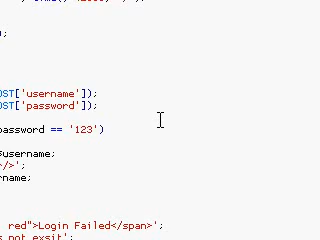 ;
OST['username']);
OST['password']);
password == '123')
$username;
r/>';
rname;
red">Login Failed</span>';
s not exsit';